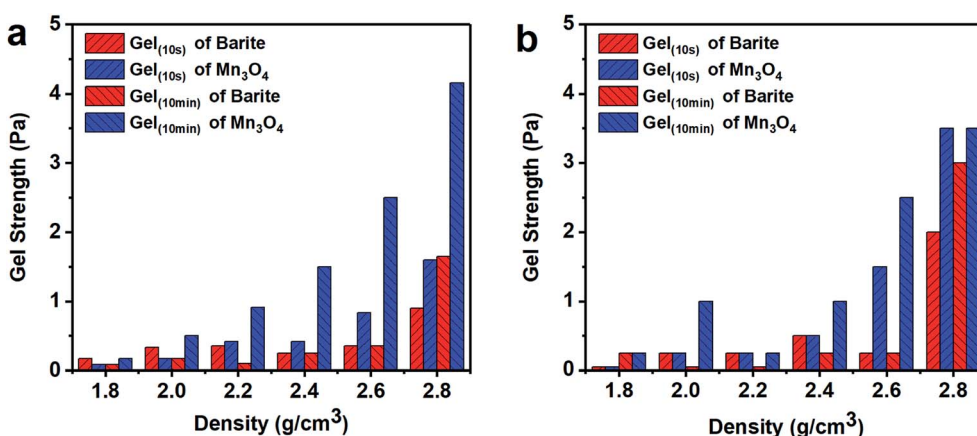 a
5
4
3
2
1
0
Gel Strength (Pa)
Gel(10s) of Barite
Gel(10s) of Mn3O4
Gel(10min) of Barite
Gel(10min) of Mn3O4
1.8 2.0 2.2 2.4 2.6 2.8
Density (g/cm3)
b
5
4
3
2
1
0
Gel Strength (Pa)
Gel(10s) of Barite
Gel(10s) of Mn3O4
Gel(10min) of Barite
Gel(10min) of Mn3O4
1.8 2.0 2.2 2.4 2.6 2.8
Density (g/cm3)